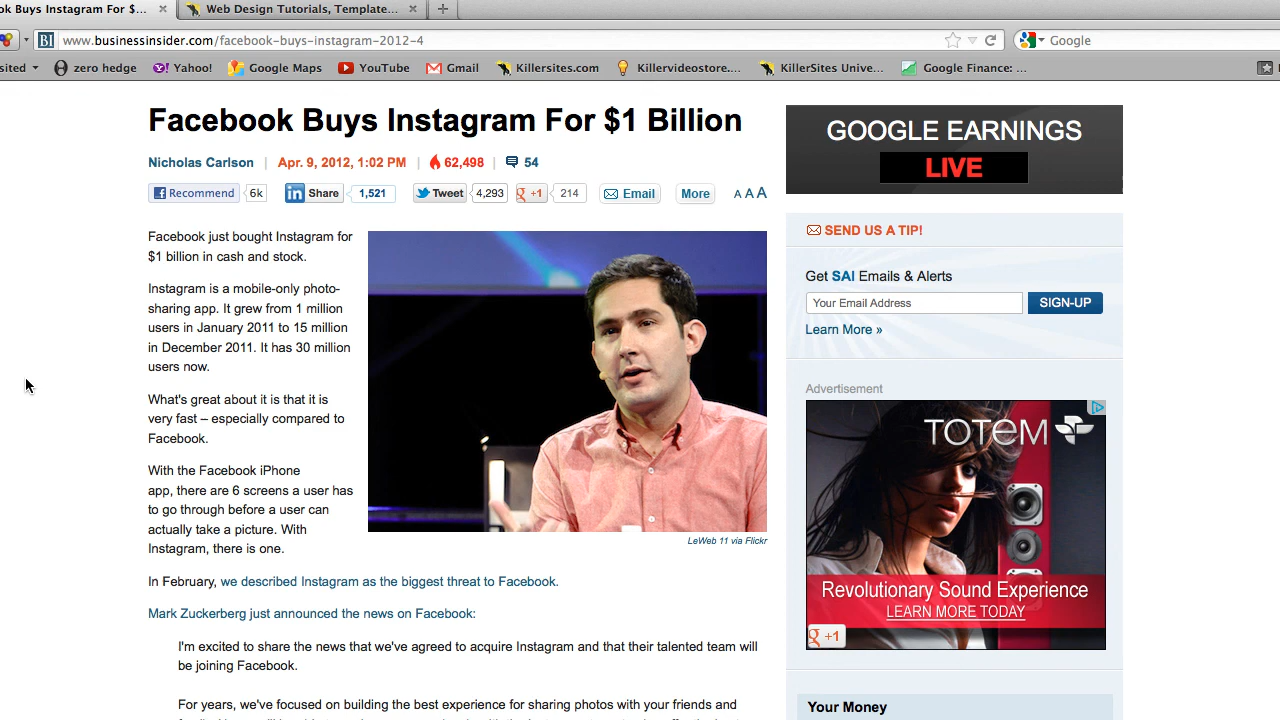 ok Buys Instagram For $...
Web Design Tutorials, Template...
www.businessinsider.com/facebook-buys-instagram-2012-4
Google
sited
zero hedge
Yahoo!
Google Maps
YouTube
Gmail
Killersites.com
Killervideostore....
KillerSites Unive...
Google Finance: ...
Facebook Buys Instagram For $1 Billion
Nicholas Carlson | Apr. 9, 2012, 1:02 PM | 62,498 | 54
Recommend 6k Share 1,521 Tweet 4,293 +1 214 Email More A A A
Facebook just bought Instagram for
$1 billion in cash and stock.
Instagram is a mobile-only photo-
sharing app. It grew from 1 million
users in January 2011 to 15 million
in December 2011. It has 30 million
users now.
What's great about it is that it is
very fast – especially compared to
Facebook.
With the Facebook iPhone
app, there are 6 screens a user has
to go through before a user can
actually take a picture. With
Instagram, there is one.
LeWeb 11 via Flickr
In February, we described Instagram as the biggest threat to Facebook.
Mark Zuckerberg just announced the news on Facebook:
I'm excited to share the news that we've agreed to acquire Instagram and that their talented team will
be joining Facebook.
For years, we've focused on building the best experience for sharing photos with your friends and
GOOGLE EARNINGS
LIVE
SEND US A TIP!
Get SAI Emails & Alerts
Your Email Address
SIGN-UP
Learn More »
Advertisement
TOTEM
Revolutionary Sound Experience
LEARN MORE TODAY
+1
Your Money